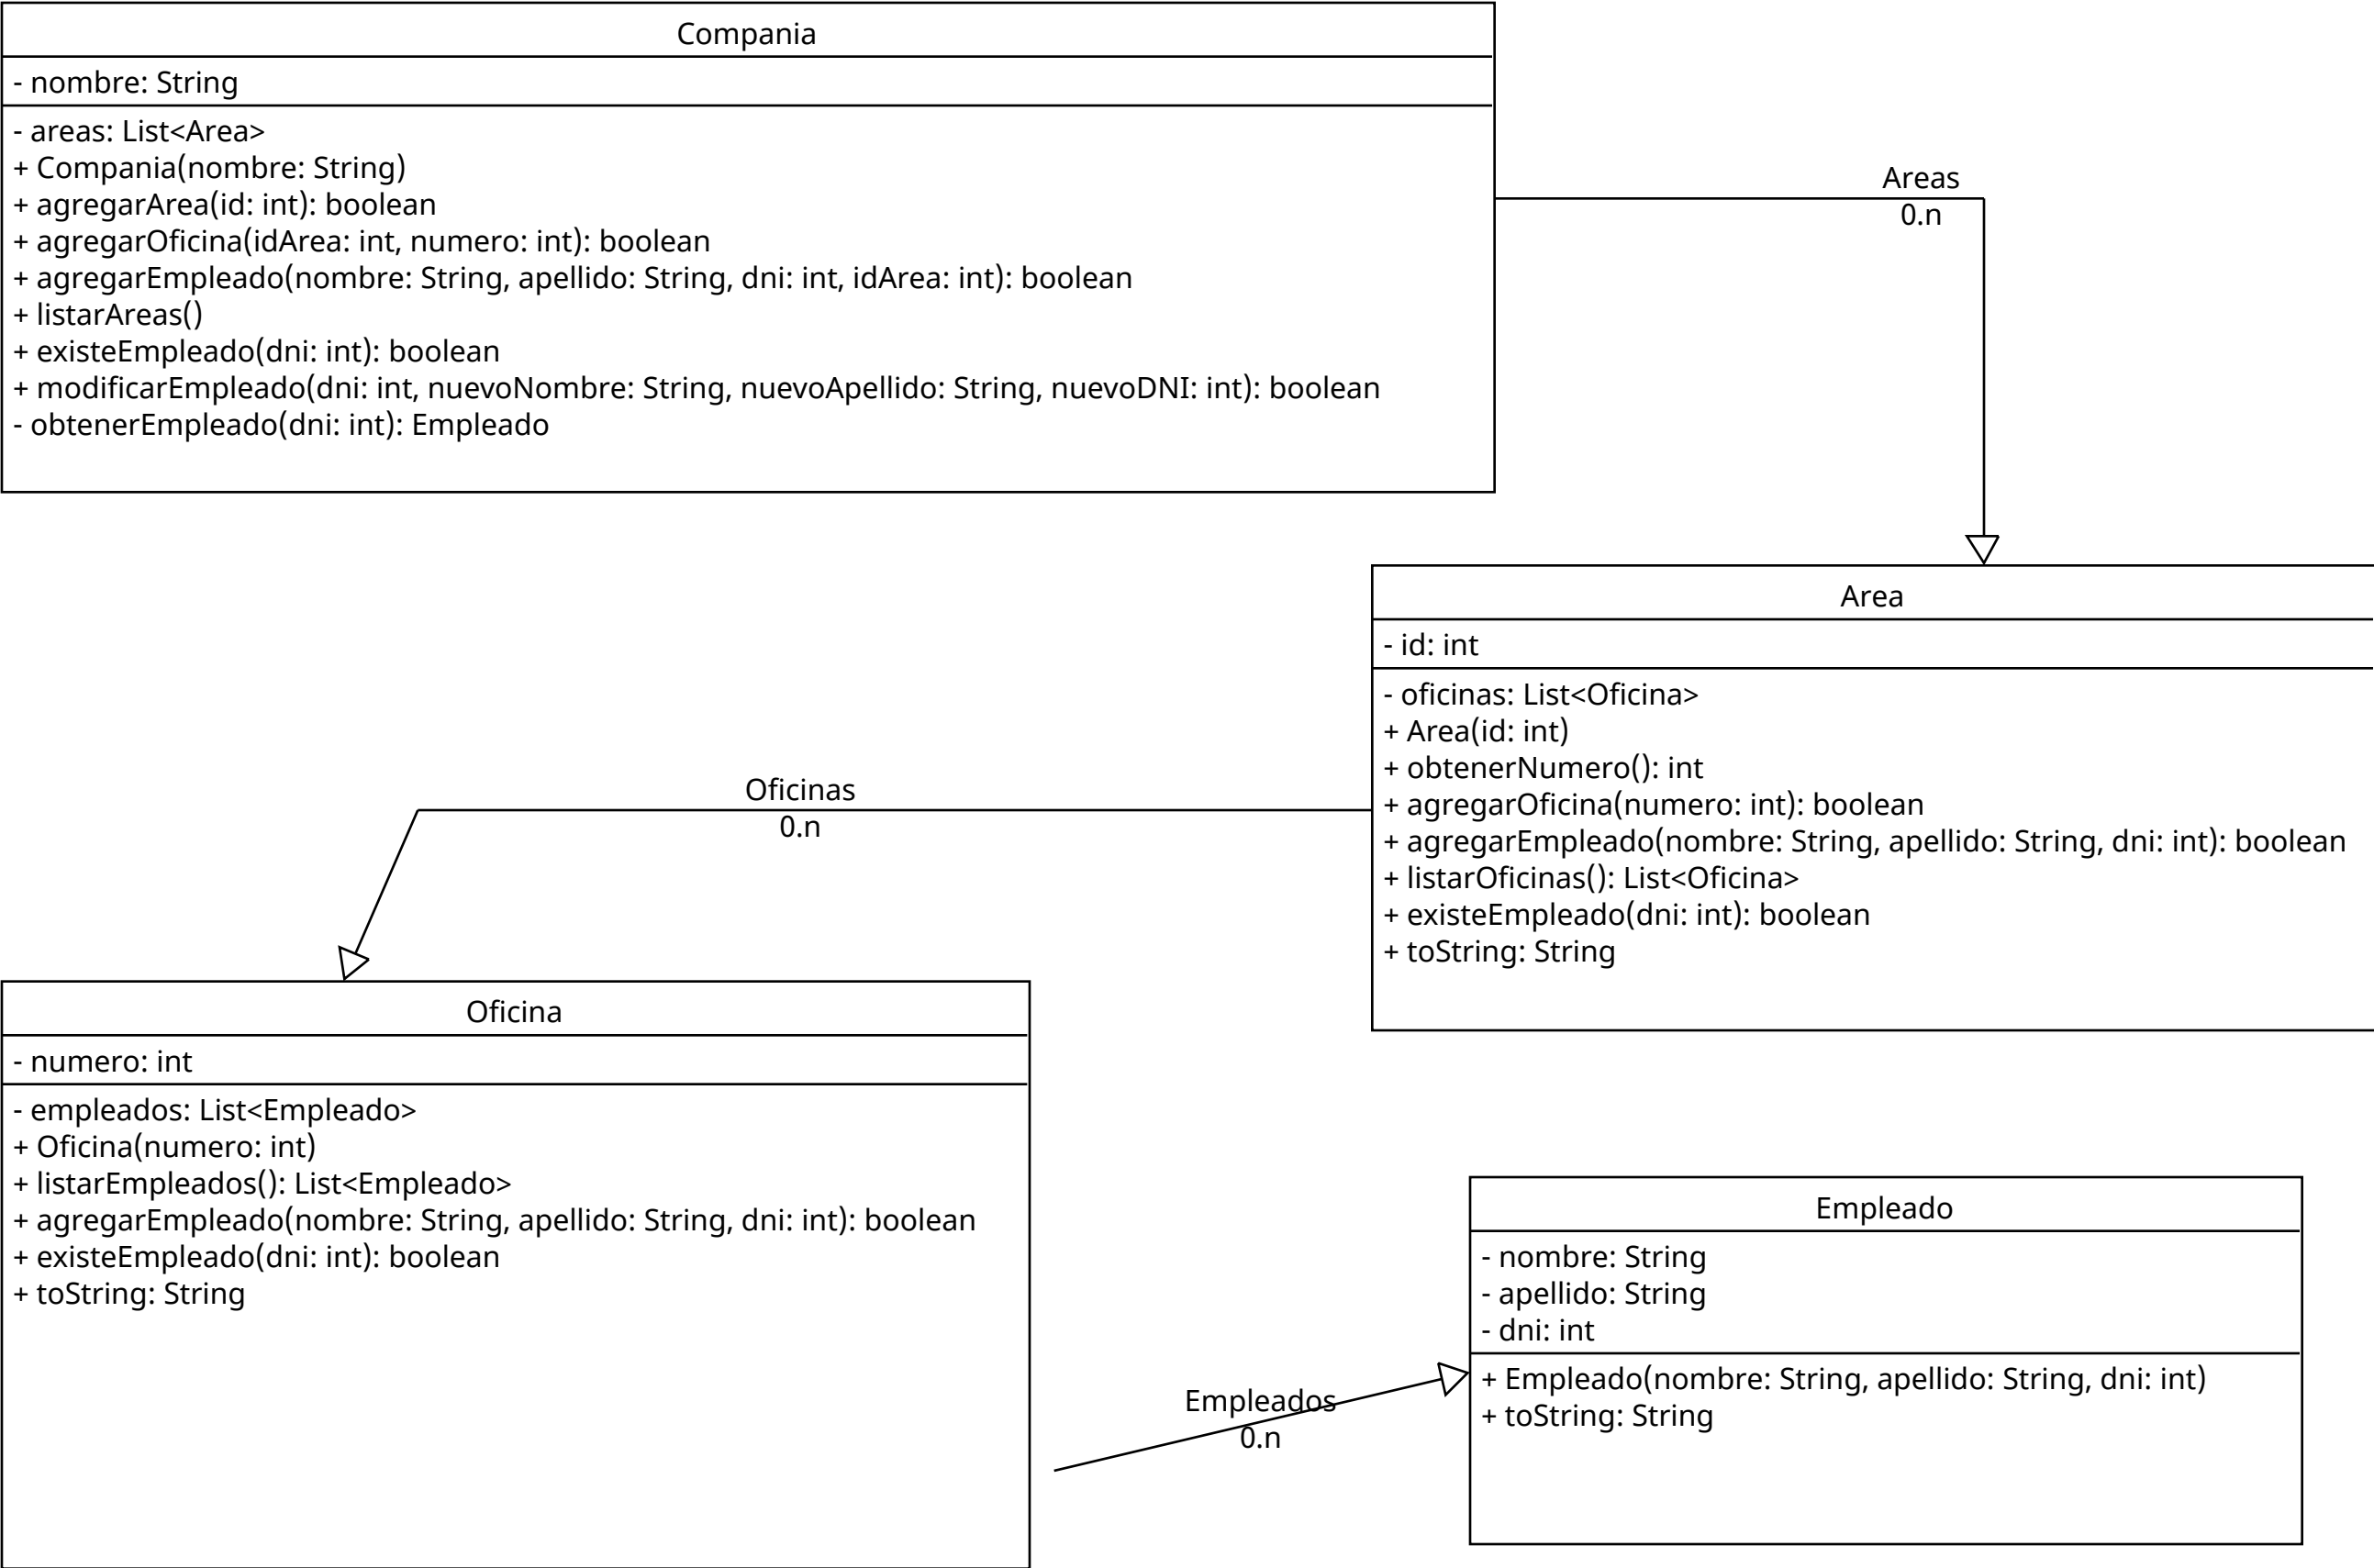 Compania
- nombre: String
- areas: List<Area>
+ Compania(nombre: String)
+ agregarArea(id: int): boolean
+ agregarOficina(idArea: int, numero: int): boolean
+ agregarEmpleado(nombre: String, apellido: String, dni: int, idArea: int): boolean
+ listarAreas()
+ existeEmpleado(dni: int): boolean
+ modificarEmpleado(dni: int, nuevoNombre: String, nuevoApellido: String, nuevoDNI: int): boolean
- obtenerEmpleado(dni: int): Empleado
Areas
0.n
Area
- id: int
- oficinas: List<Oficina>
+ Area(id: int)
+ obtenerNumero(): int
+ agregarOficina(numero: int): boolean
+ agregarEmpleado(nombre: String, apellido: String, dni: int): boolean
+ listarOficinas(): List<Oficina>
+ existeEmpleado(dni: int): boolean
+ toString: String
Oficinas
0.n
Oficina
- numero: int
- empleados: List<Empleado>
+ Oficina(numero: int)
+ listarEmpleados(): List<Empleado>
+ agregarEmpleado(nombre: String, apellido: String, dni: int): boolean
+ existeEmpleado(dni: int): boolean
+ toString: String
Empleados
0.n
Empleado
- nombre: String
- apellido: String
- dni: int
+ Empleado(nombre: String, apellido: String, dni: int)
+ toString: String